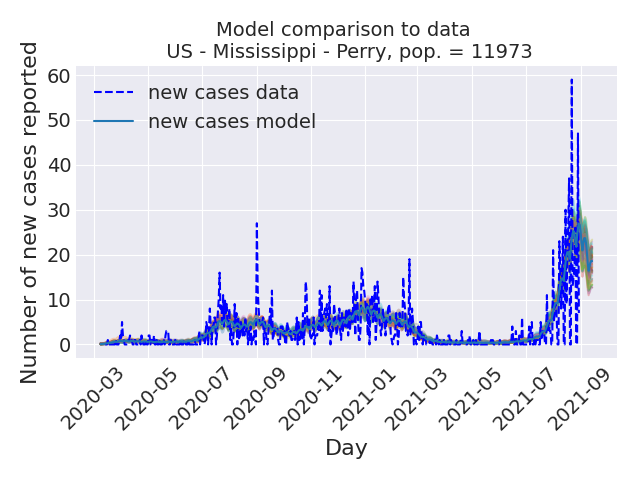 Model comparison to data
US - Mississippi - Perry, pop. = 11973
new cases data
new cases model
Number of new cases reported
60
50
40
30
20
10
0
2020-03
2020-05
2020-07
2020-09
2020-11
2021-01
2021-03
2021-05
2021-07
2021-09
Day